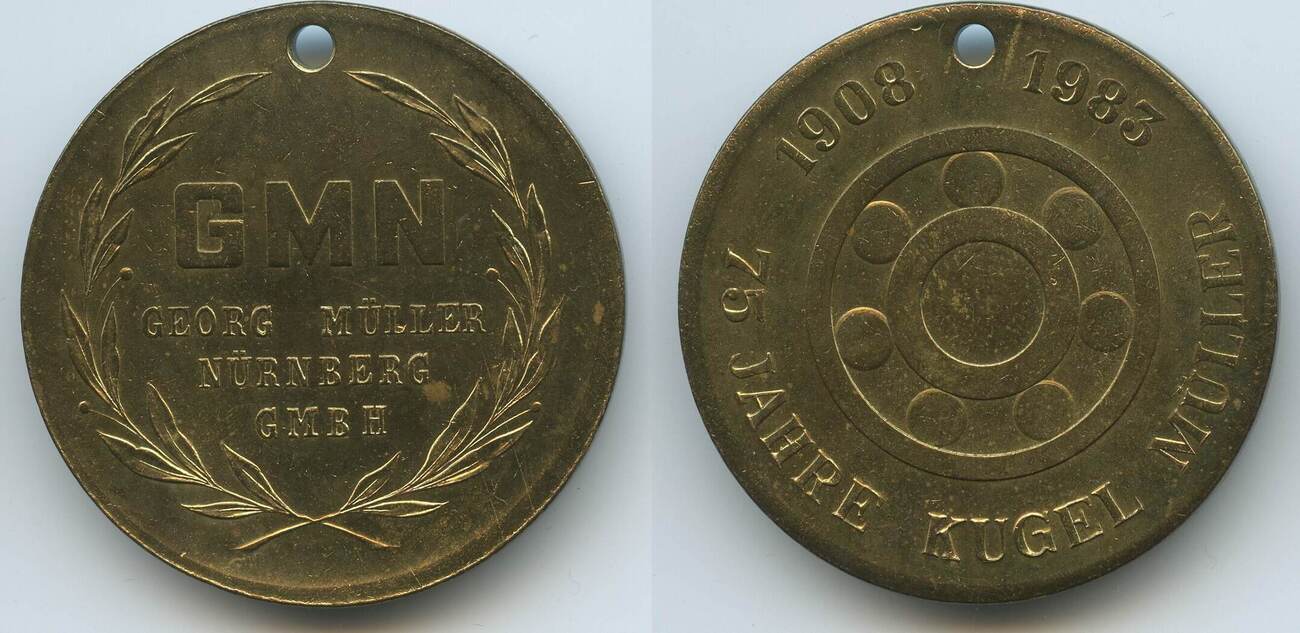 GMN
GEORG MÜLLER
NÜRNBERG
GMBH
1908 1983
75 JAHRE KUGEL MÜLLER